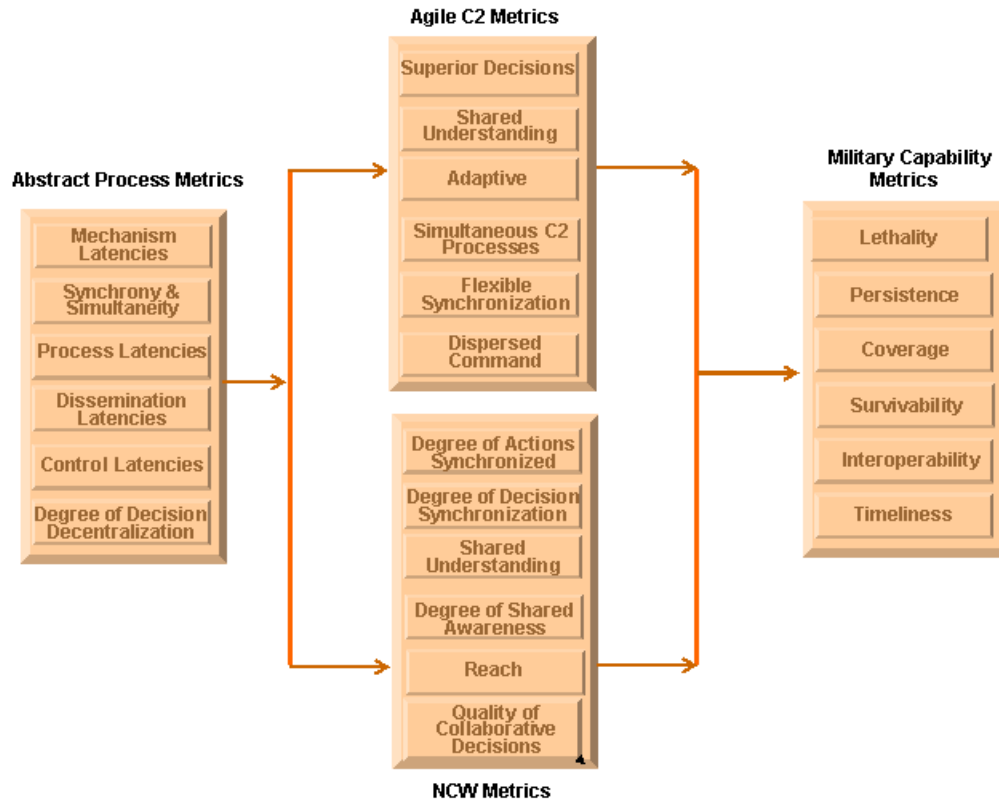 Agile C2 Metrics
Superior Decisions
Shared
Understanding
Adaptive
Simultaneous C2
Processes
Flexible
Synchronization
Dispersed
Command
Abstract Process Metrics
Mechanism
Latencies
Synchrony &
Simultaneity
Process Latencies
Dissemination
Latencies
Control Latencies
Degree of Decision
Decentralization
Degree of Actions
Synchronized
Degree of Decision
Synchronization
Shared
Understanding
Degree of Shared
Awareness
Reach
Quality of
Collaborative
Decisions
NCW Metrics
Military Capability
Metrics
Lethality
Persistence
Coverage
Survivability
Interoperability
Timeliness